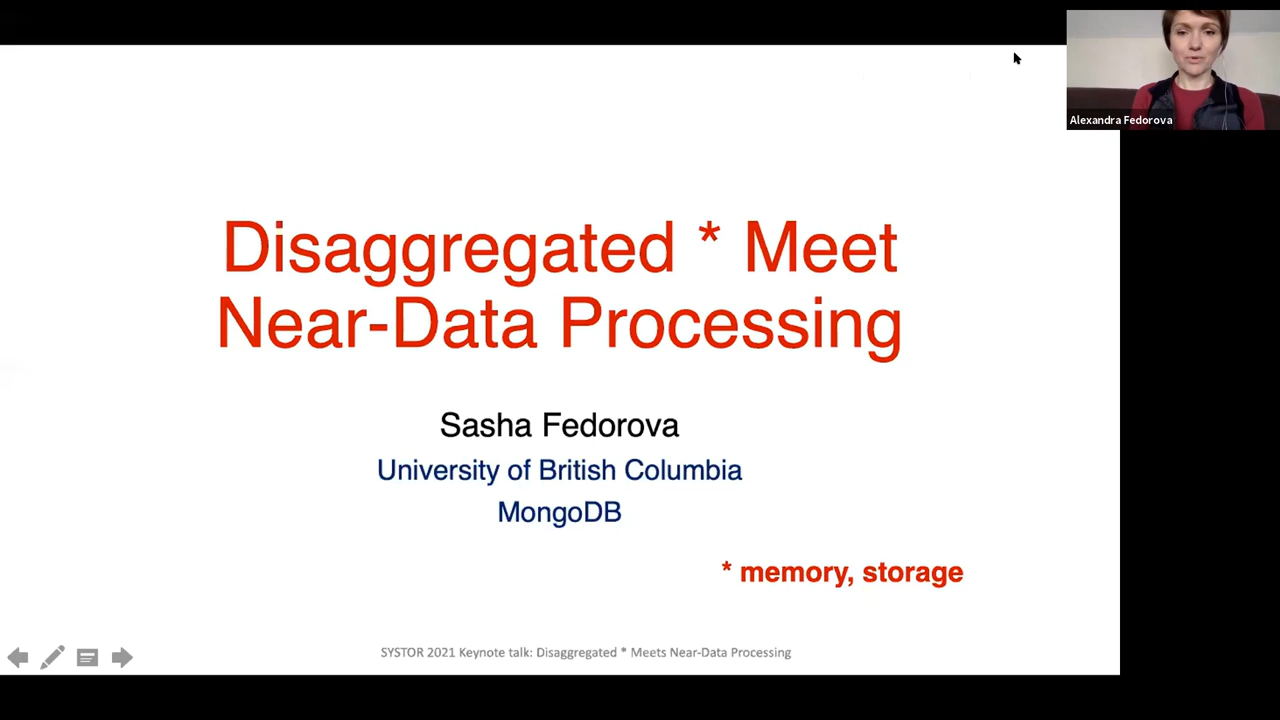 Alexandra Fedorova
Disaggregated * Meet
Near-Data Processing
Sasha Fedorova
University of British Columbia
MongoDB
* memory, storage
SYSTOR 2021 Keynote talk: Disaggregated * Meets Near-Data Processing